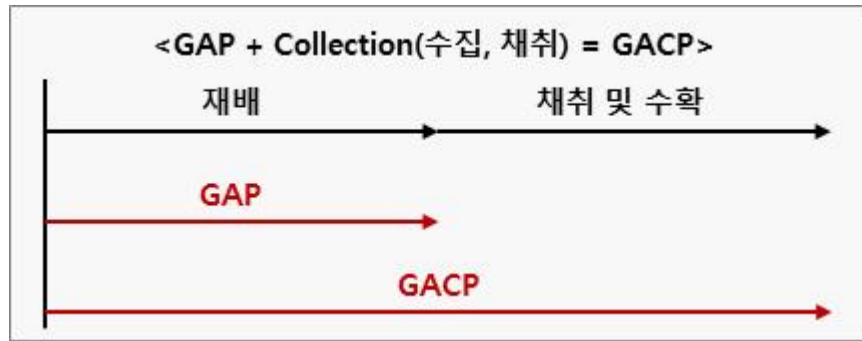 <GAP + Collection(수집, 채취) = GACP>
재배 채취 및 수확
GAP
GACP